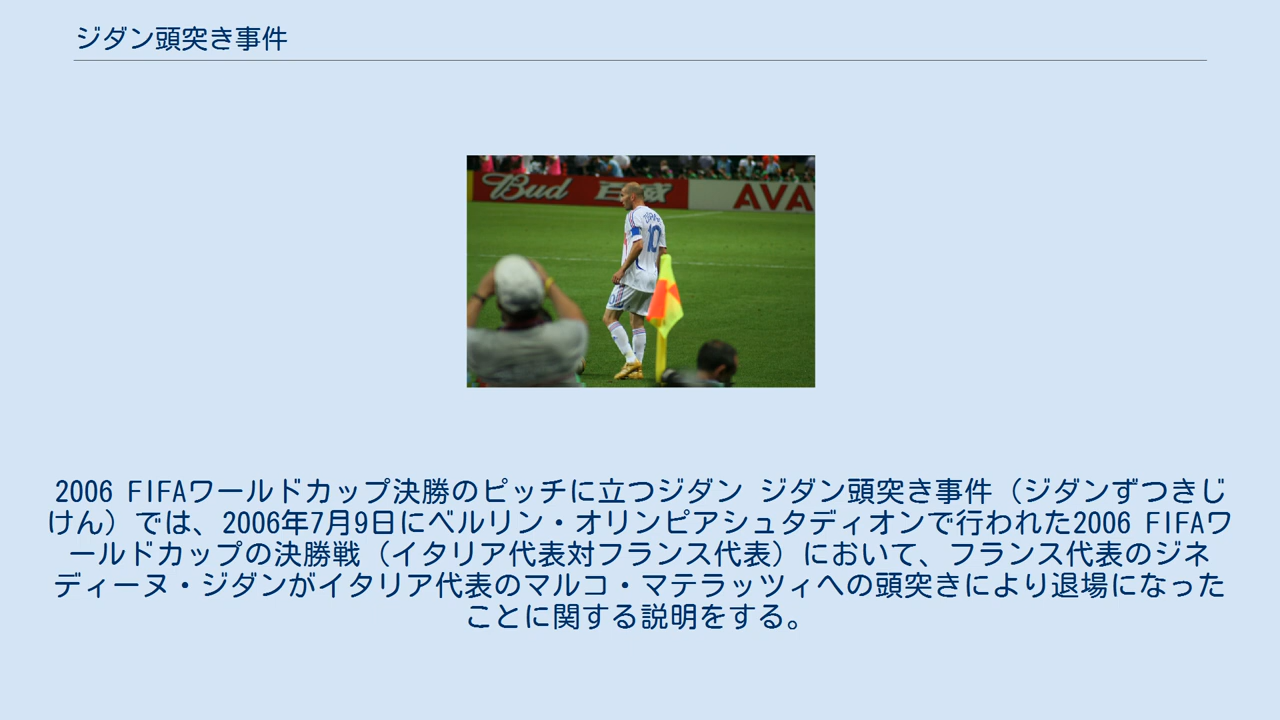 ジダン頭突き事件
Bud 百威
AVA
10
2006 FIFAワールドカップ決勝のピッチに立つジダン ジダン頭突き事件（ジダンずつきじ
けん）では、2006年7月9日にベルリン・オリンピアシュタディオンで行われた2006 FIFAワ
ールドカップの決勝戦（イタリア代表対フランス代表）において、フランス代表のジネ
ディーヌ・ジダンがイタリア代表のマルコ・マテラッツィへの頭突きにより退場になった
ことに関する説明をする。